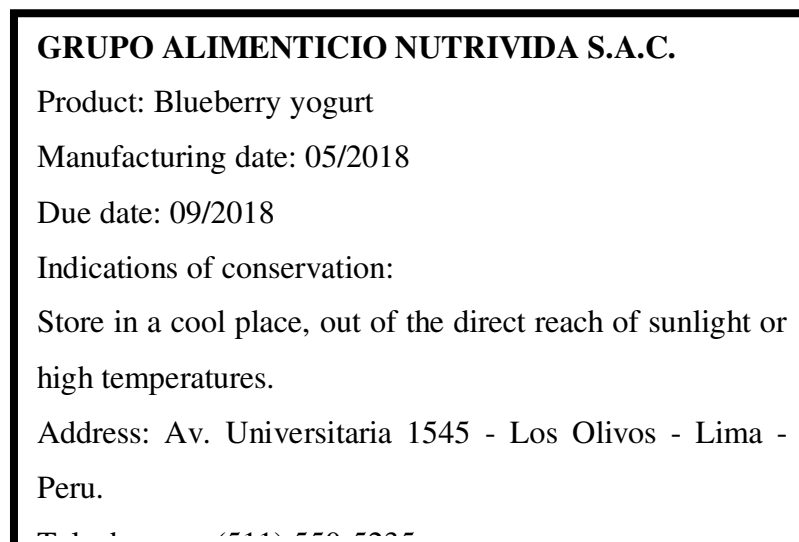 GRUPO ALIMENTICIO NUTRIVIDA S.A.C.
Product: Blueberry yogurt
Manufacturing date: 05/2018
Due date: 09/2018
Indications of conservation:
Store in a cool place, out of the direct reach of sunlight or
high temperatures.
Address: Av. Universitaria 1545 - Los Olivos - Lima -
Peru.